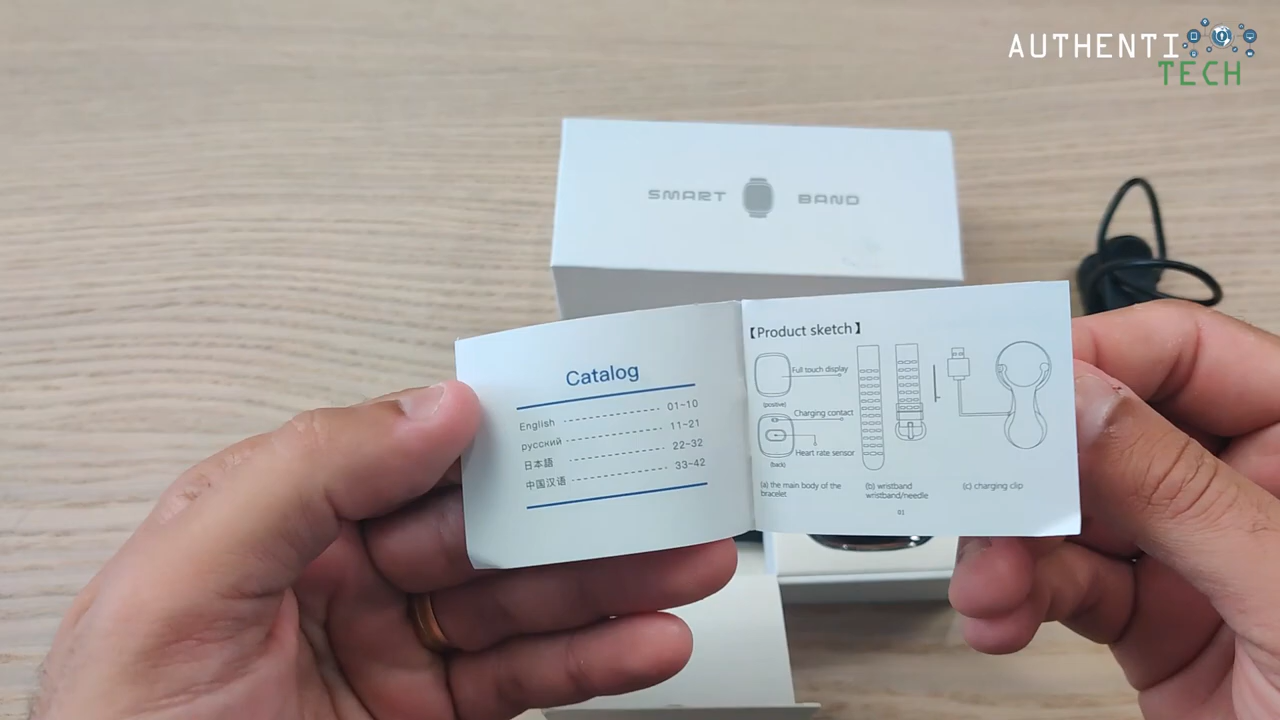 AUTHENTI
TECH
SMART BAND
Catalog
English ---------------- 01~10
русский ---------------- 11~21
日本語 ---------------- 22~32
中国汉语 ---------------- 33~42
【Product sketch】
Full touch display
(positive)
Charging contact
Heart rate sensor
(back)
(a) the main body of the
bracelet
(b) wristband
wristband/needle
(c) charging clip
01